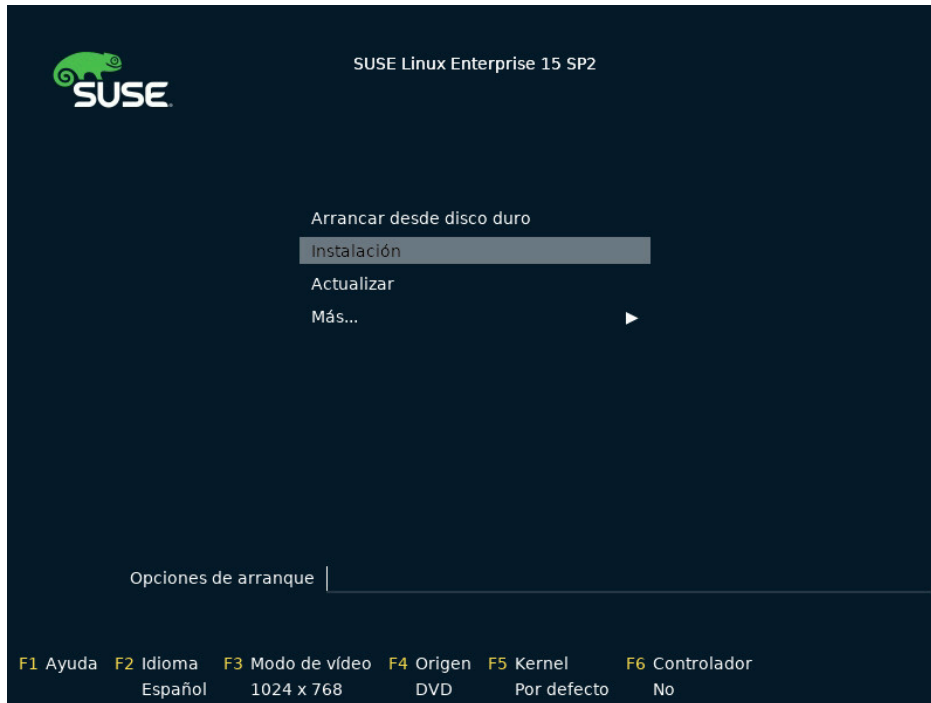 SUSE
SUSE Linux Enterprise 15 SP2
Arrancar desde disco duro
Instalación
Actualizar
Más...
Opciones de arranque
F1 Ayuda F2 Idioma F3 Modo de vídeo F4 Origen F5 Kernel F6 Controlador
Español 1024 x 768 DVD Por defecto No